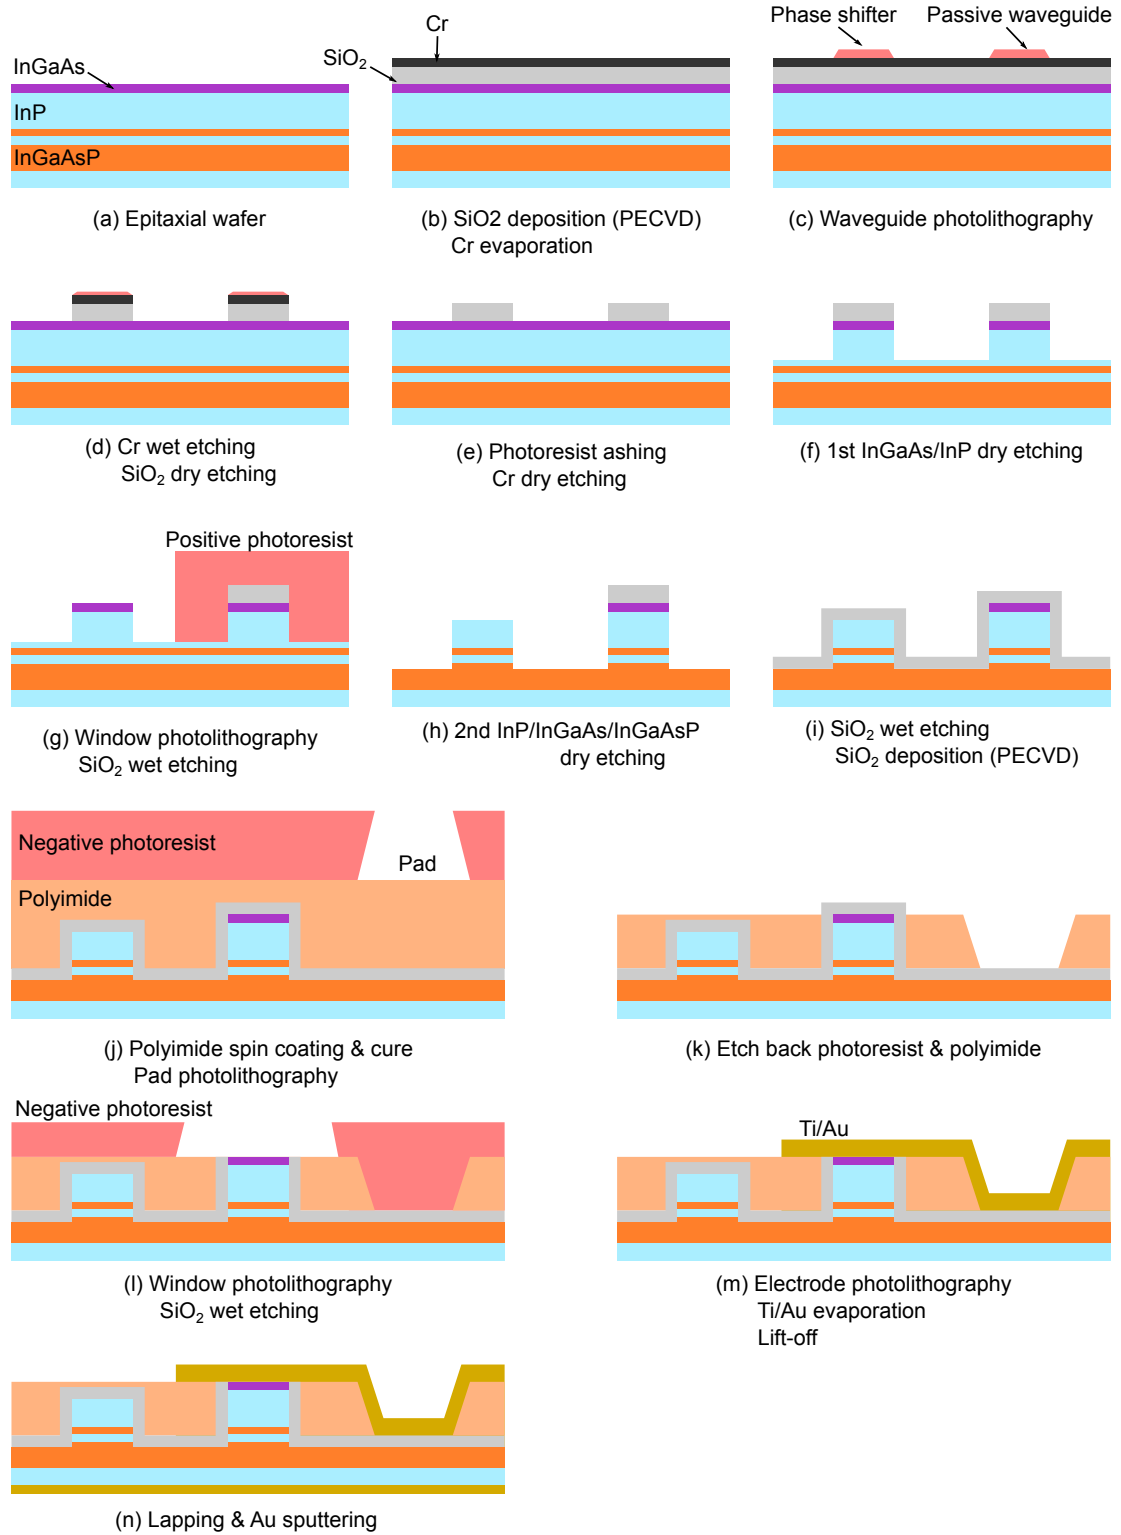 InGaAs
InP
InGaAsP
(a) Epitaxial wafer
Cr
SiO₂
(b) SiO2 deposition (PECVD)
Cr evaporation
Phase shifter
Passive waveguide
(c) Waveguide photolithography
(d) Cr wet etching
SiO₂ dry etching
(e) Photoresist ashing
Cr dry etching
(f) 1st InGaAs/InP dry etching
Positive photoresist
(g) Window photolithography
SiO₂ wet etching
(h) 2nd InP/InGaAs/InGaAsP
dry etching
(i) SiO₂ wet etching
SiO₂ deposition (PECVD)
Negative photoresist
Pad
Polyimide
(j) Polyimide spin coating & cure
Pad photolithography
(k) Etch back photoresist & polyimide
Negative photoresist
(l) Window photolithography
SiO₂ wet etching
Ti/Au
(m) Electrode photolithography
Ti/Au evaporation
Lift-off
(n) Lapping & Au sputtering